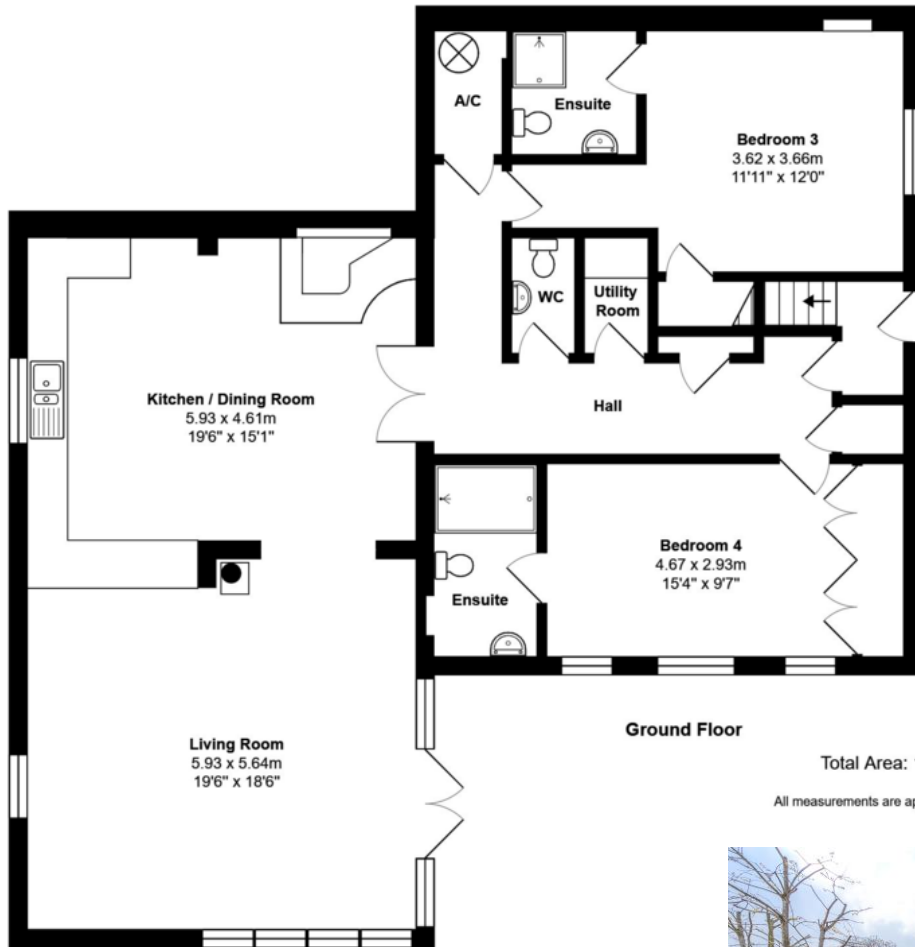 A/C
Ensuite
Bedroom 3
3.62 x 3.66m
11'11" x 12'0"
WC
Utility
Room
Kitchen / Dining Room
5.93 x 4.61m
19'6" x 15'1"
Hall
Bedroom 4
4.67 x 2.93m
15'4" x 9'7"
Ensuite
Living Room
5.93 x 5.64m
19'6" x 18'6"
Ground Floor
Total Area:
All measurements are